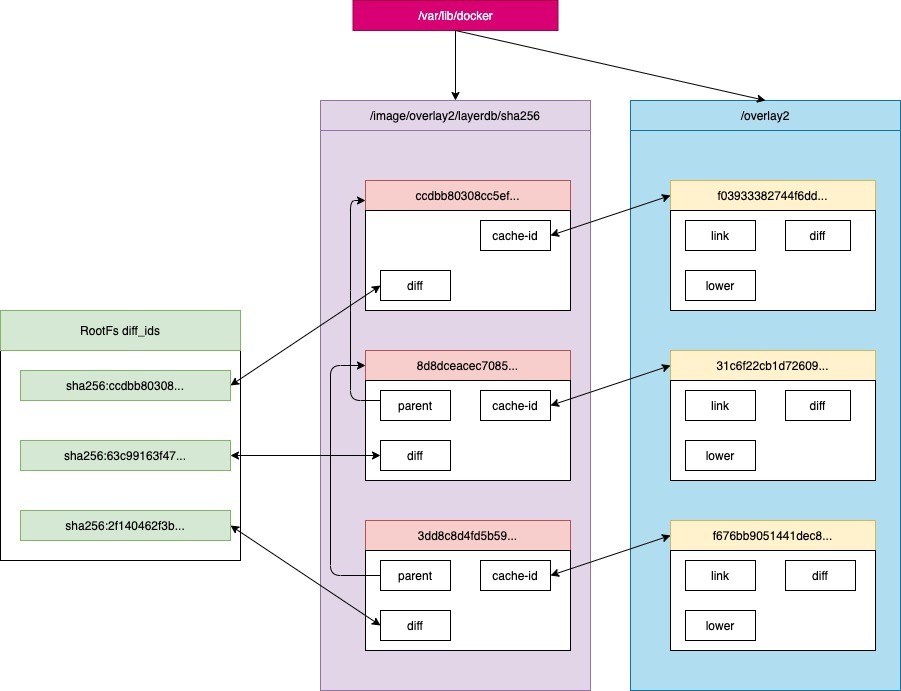 /var/lib/docker
/image/overlay2/layerdb/sha256
/overlay2
ccdbb80308cc5ef...
cache-id
diff
f03933382744f6dd...
link
diff
lower
RootFs diff_ids
sha256:ccdbb80308...
sha256:63c99163f47...
sha256:2f140462f3b...
8d8dceacec7085...
parent
cache-id
diff
31c6f22cb1d72609...
link
diff
lower
3dd8c8d4fd5b59...
parent
cache-id
diff
f676bb9051441dec8...
link
diff
lower